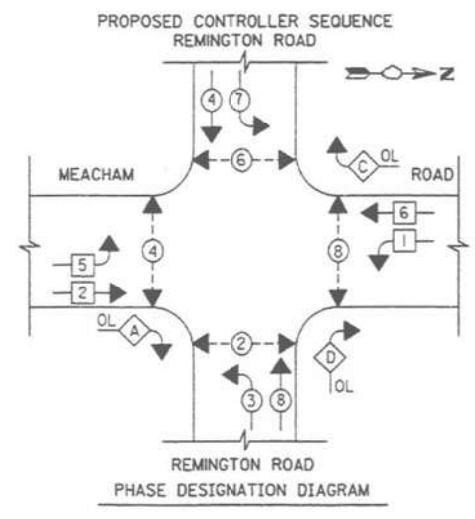 PROPOSED CONTROLLER SEQUENCE
REMINGTON ROAD
N
4 7
6
OL
C
MEACHAM
ROAD
6
5
4
8
1
2
OL
A
2
D
OL
3 8
REMINGTON ROAD
PHASE DESIGNATION DIAGRAM